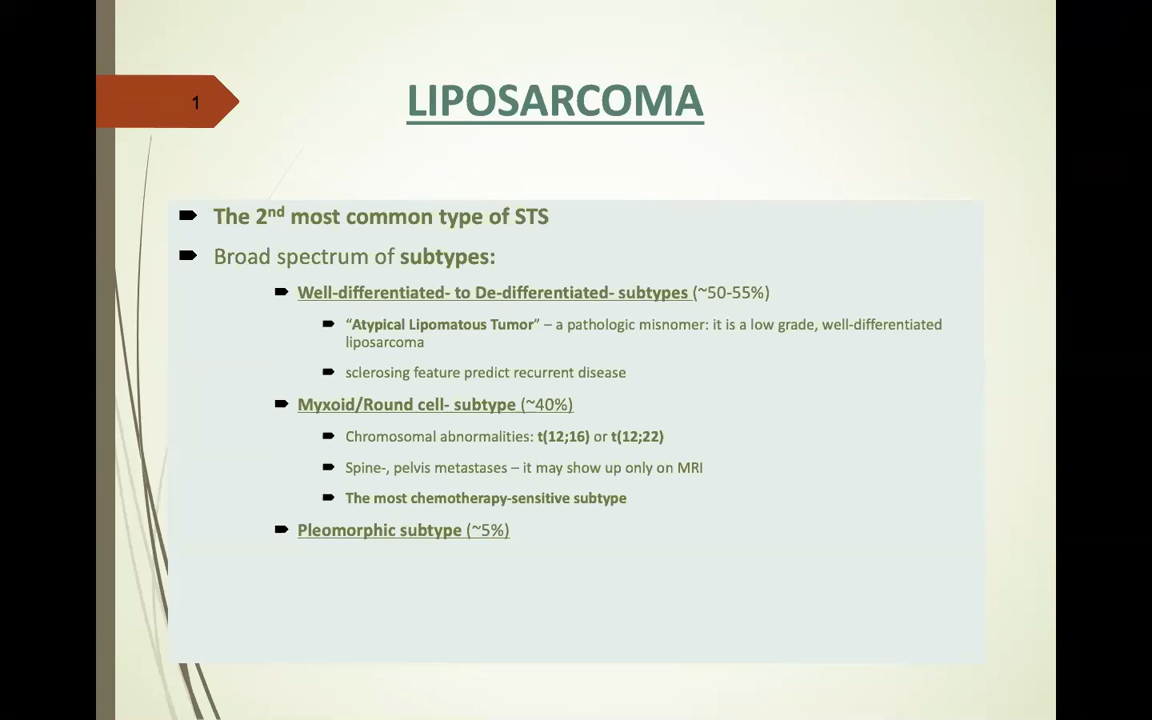 1
LIPOSARCOMA
The 2nd most common type of STS
Broad spectrum of subtypes:
Well-differentiated- to De-differentiated- subtypes (~50-55%)
“Atypical Lipomatous Tumor” – a pathologic misnomer: it is a low grade, well-differentiated
liposarcoma
sclerosing feature predict recurrent disease
Myxoid/Round cell- subtype (~40%)
Chromosomal abnormalities: t(12;16) or t(12;22)
Spine-, pelvis metastases – it may show up only on MRI
The most chemotherapy-sensitive subtype
Pleomorphic subtype (~5%)